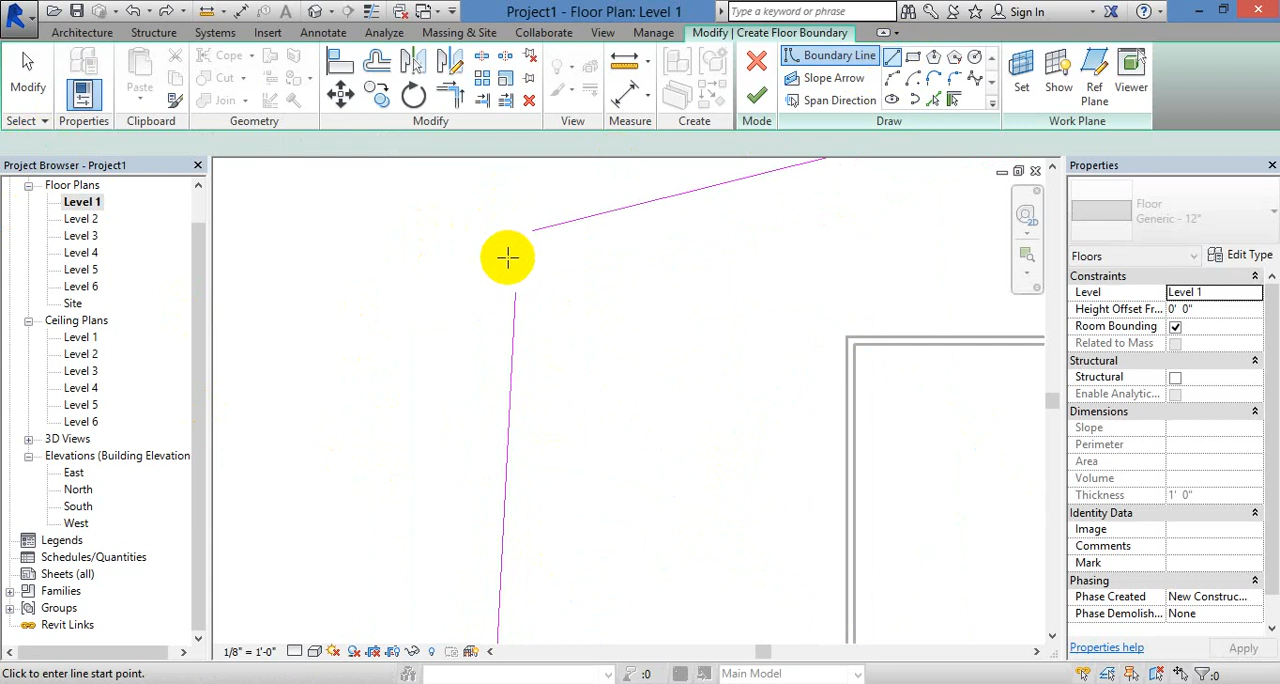 Project1 - Floor Plan: Level 1
Type a keyword or phrase
Sign In
Architecture Structure Systems Insert Annotate Analyze Massing & Site Collaborate View Manage Modify | Create Floor Boundary
Modify
Paste
Cope
Cut
Join
Boundary Line
Slope Arrow
Span Direction
Set Show Ref Plane Viewer
Select Properties Clipboard Geometry Modify View Measure Create Mode Draw Work Plane
Project Browser - Project1
Floor Plans
Level 1
Level 2
Level 3
Level 4
Level 5
Level 6
Site
Ceiling Plans
Level 1
Level 2
Level 3
Level 4
Level 5
Level 6
3D Views
Elevations (Building Elevation
East
North
South
West
Legends
Schedules/Quantities
Sheets (all)
Families
Groups
Revit Links
2D
1/8" = 1'-0"
Properties
Floor
Generic - 12"
Floors
Edit Type
Constraints
Level Level 1
Height Offset Fr... 0' 0"
Room Bounding
Related to Mass
Structural
Structural
Enable Analytic...
Dimensions
Slope
Perimeter
Area
Volume
Thickness 1' 0"
Identity Data
Image
Comments
Mark
Phasing
Phase Created New Construc...
Phase Demolish... None
Properties help
Apply
Click to enter line start point.
:0
Main Model
:0